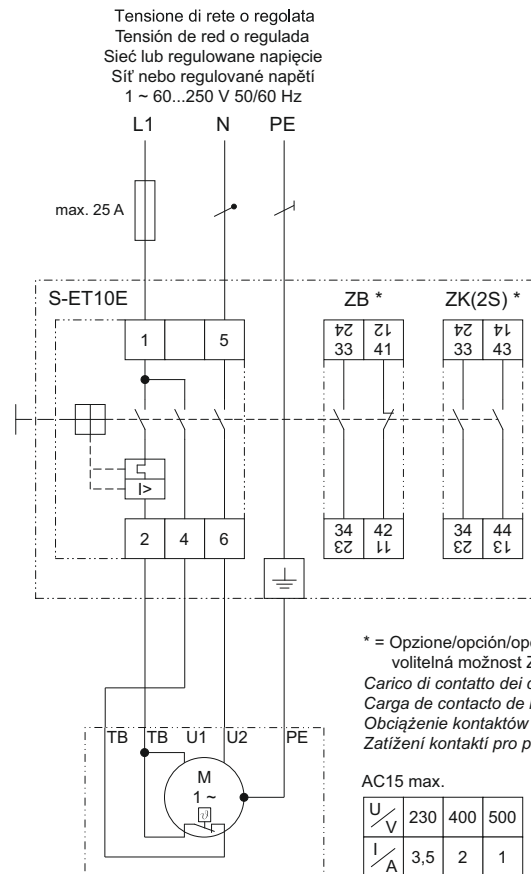 Tensione di rete o regolata
Tensión de red o regulada
Sieć lub regulowane napięcie
Síť nebo regulované napětí
1 ~ 60...250 V 50/60 Hz
L1 N PE
max. 25 A
S-ET10E ZB * ZK(2S) *
24 12 24 14
1 5 33 41 33 43
I>
2 4 6 34 42 34 44
23 11 23 13
* = Opzione/opción/op
volitelná možnost
Carico di contatto dei
Carga de contacto de
Obciążenie kontaktów
Zatížení kontaktí pro p
TB TB U1 U2 PE
M
1 ~
ϑ
AC15 max.
U/V 230 400 500
I/A 3,5 2 1